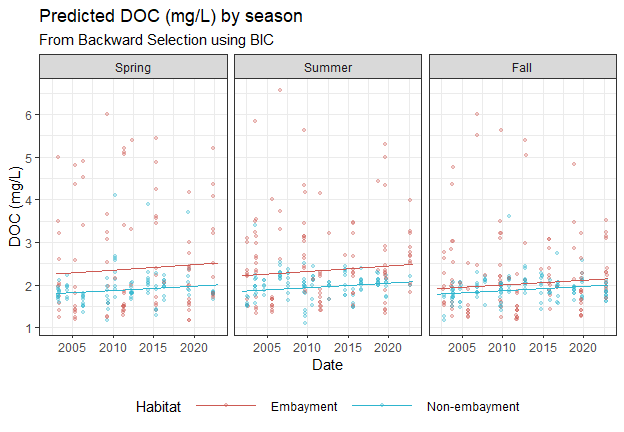 Predicted DOC (mg/L) by season
From Backward Selection using BIC
Spring Summer Fall
DOC (mg/L)
6
5
4
3
2
1
2005 2010 2015 2020 2005 2010 2015 2020 2005 2010 2015 2020
Date
Habitat Embayment Non-embayment